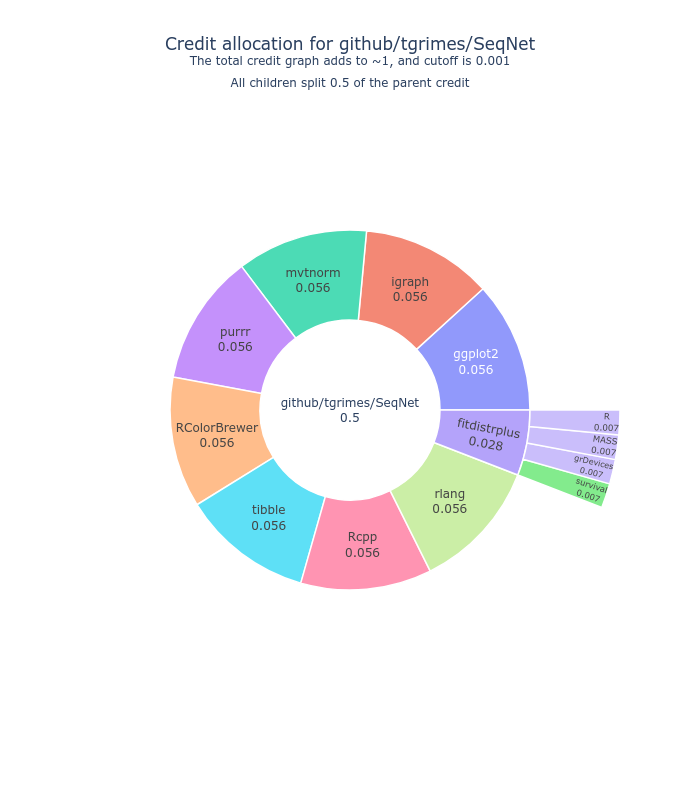 Credit allocation for github/tgrimes/SeqNet
The total credit graph adds to ~1, and cutoff is 0.001
All children split 0.5 of the parent credit
mvtnorm
0.056
igraph
0.056
purrr
0.056
ggplot2
0.056
RColorBrewer
0.056
github/tgrimes/SeqNet
0.5
fitdistrplus
0.028
R
0.007
MASS
0.007
grDevices
0.007
survival
0.007
tibble
0.056
rlang
0.056
Rcpp
0.056